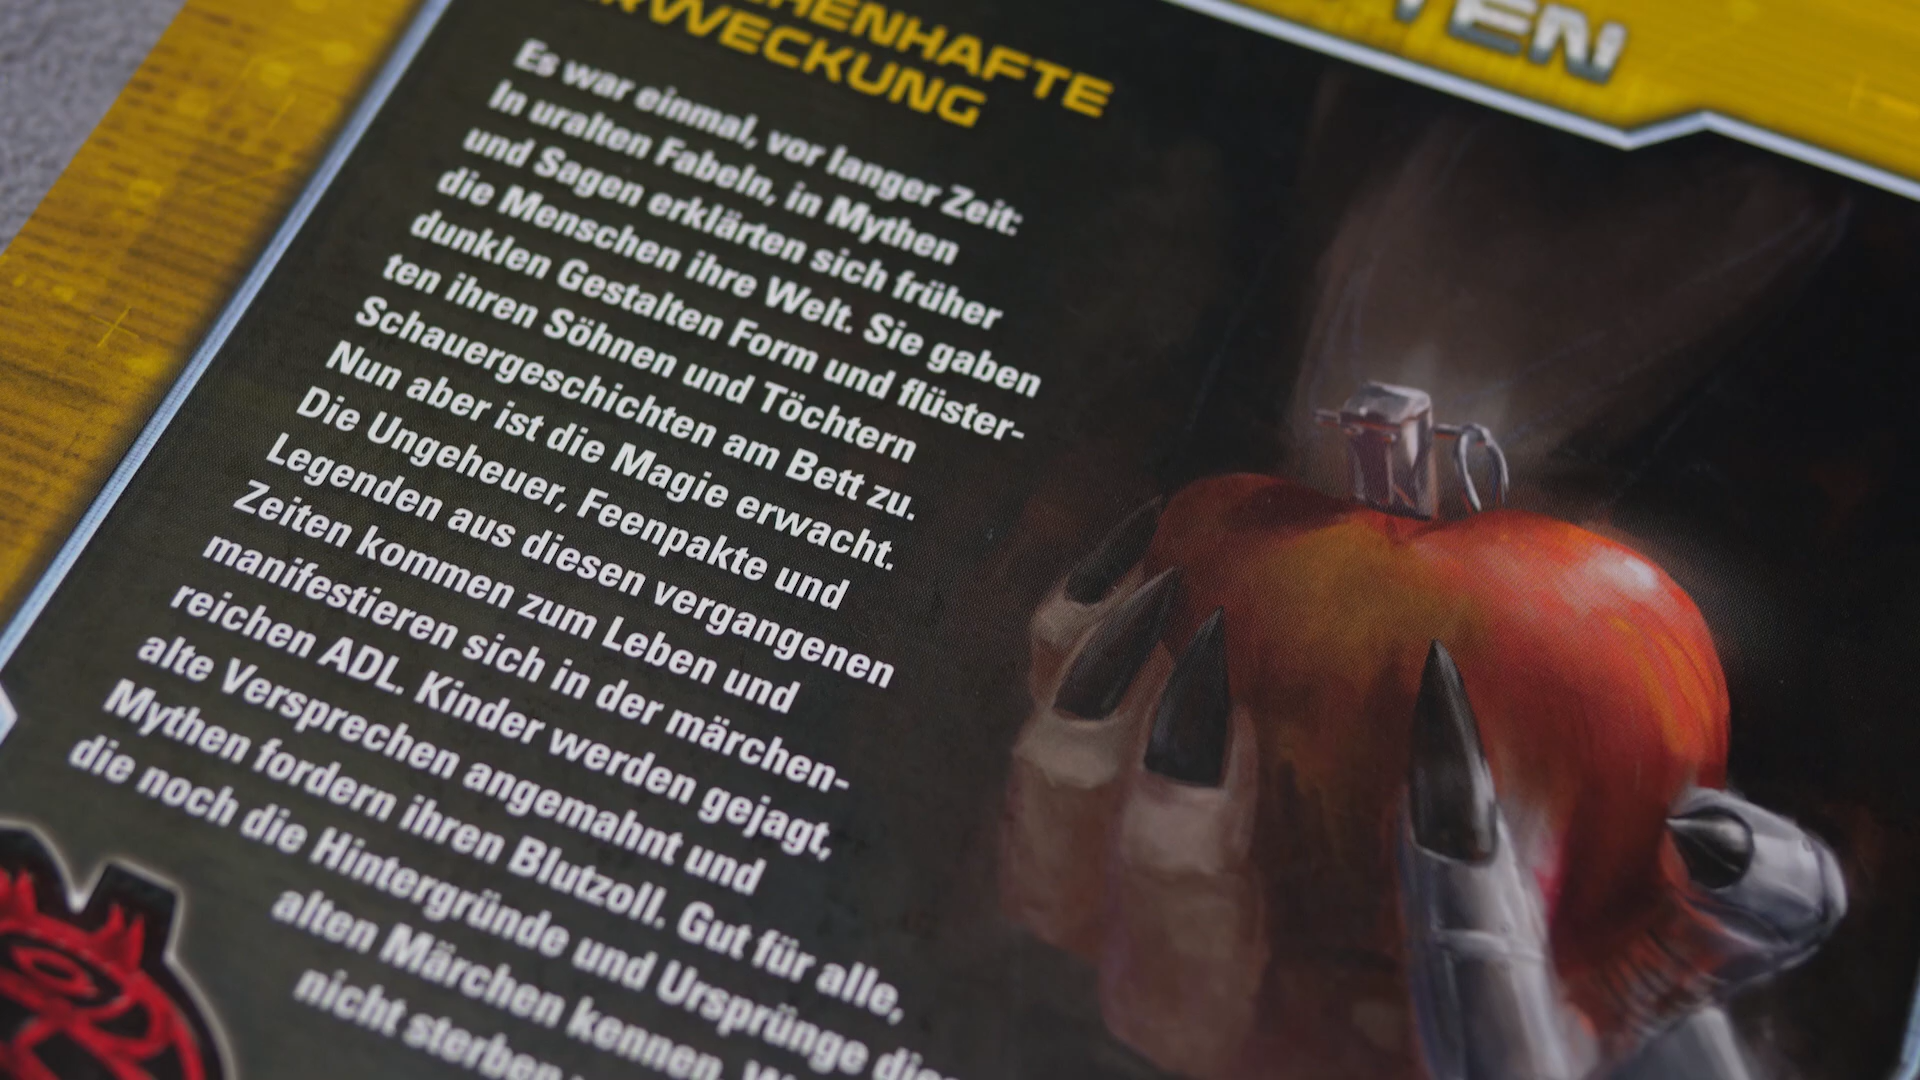 TEN
CHENHAFTE
ERWECKUNG
Es war einmal, vor langer Zeit:
In uralten Fabeln, in Mythen
und Sagen erklärten sich früher
die Menschen ihre Welt. Sie gaben
dunklen Gestalten Form und flüster-
ten ihren Söhnen und Töchtern
Schauergeschichten am Bett zu.
Nun aber ist die Magie erwacht.
Die Ungeheuer, Feenpakte und
Legenden aus diesen vergangenen
Zeiten kommen zum Leben und
manifestieren sich in der märchen-
reichen ADL. Kinder werden gejagt,
alte Versprechen angemahnt und
Mythen fordern ihren Blutzoll. Gut für alle,
die noch die Hintergründe und Ursprünge
alten Märchen kennen.
nicht sterben